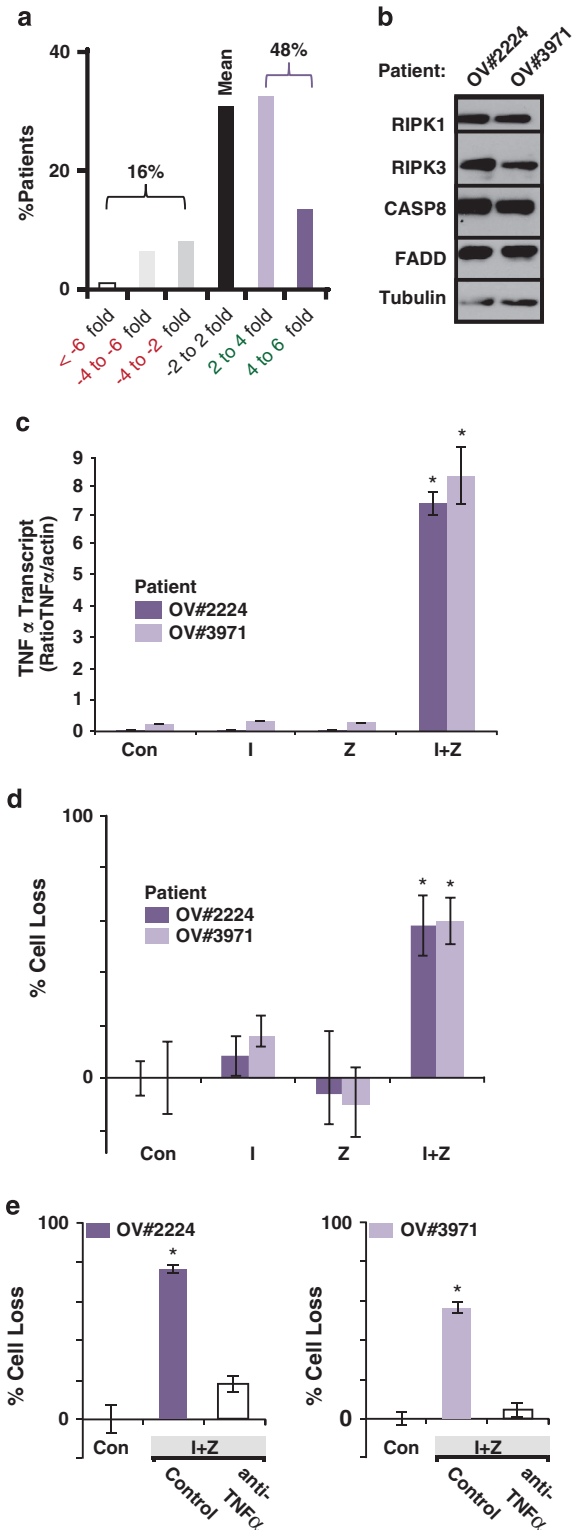 a
%Patients
40
20
0
16%
Mean
48%
< -6 fold
-4 to -6 fold
-4 to -2 fold
-2 to 2 fold
2 to 4 fold
4 to 6 fold
b
Patient:
OV#2224
OV#3971
RIPK1
RIPK3
CASP8
FADD
Tubulin
c
TNF α Transcript
(RatioTNFα/actin)
9
8
7
6
5
4
3
2
1
0
Patient
OV#2224
OV#3971
* *
Con I Z I+Z
d
% Cell Loss
100
0
Patient
OV#2224
OV#3971
* *
Con I Z I+Z
e
% Cell Loss
100
0
OV#2224
*
Con
I+Z
Control
anti-
TNFα
% Cell Loss
100
0
OV#3971
*
Con
I+Z
Control
anti-
TNFα